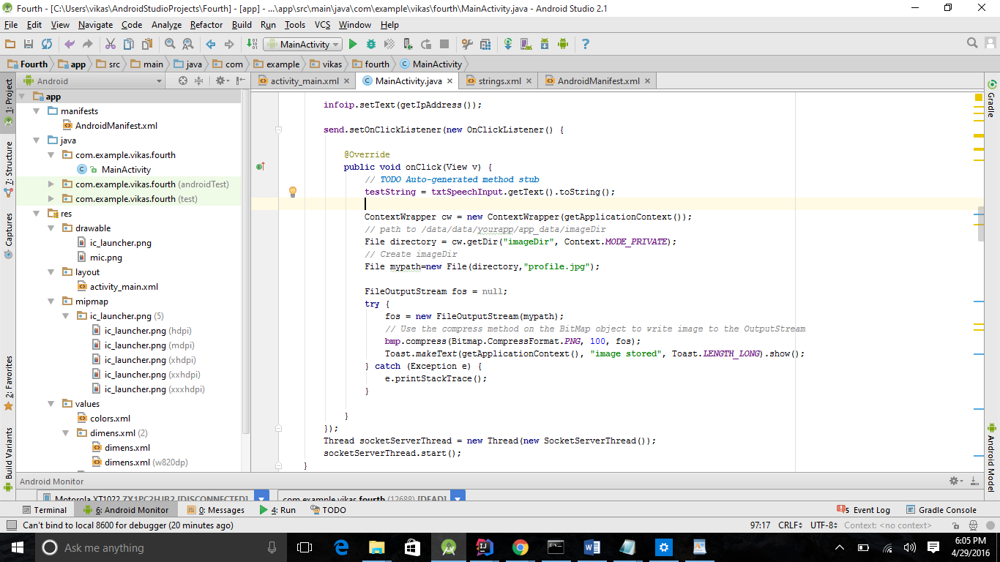 Fourth - [C:\Users\vikas\AndroidStudioProjects\Fourth] - [app] - ...\app\src\main\java\com\example\vikas\fourth\MainActivity.java - Android Studio 2.1
File Edit View Navigate Code Analyze Refactor Build Run Tools VCS Window Help
MainActivity
Fourth app src main java com example vikas fourth MainActivity
Android
activity_main.xml MainActivity.java strings.xml AndroidManifest.xml
1: Project
7: Structure
Captures
2: Favorites
Build Variants
app
manifests
AndroidManifest.xml
java
com.example.vikas.fourth
MainActivity
com.example.vikas.fourth (androidTest)
com.example.vikas.fourth (test)
res
drawable
ic_launcher.png
mic.png
layout
activity_main.xml
mipmap
ic_launcher.png (5)
ic_launcher.png (hdpi)
ic_launcher.png (mdpi)
ic_launcher.png (xhdpi)
ic_launcher.png (xxhdpi)
ic_launcher.png (xxxhdpi)
values
colors.xml
dimens.xml (2)
dimens.xml
dimens.xml (w820dp)
infoip.setText(getIpAddress());
send.setOnClickListener(new OnClickListener() {
@Override
public void onClick(View v) {
// TODO Auto-generated method stub
testString = txtSpeechInput.getText().toString();
ContextWrapper cw = new ContextWrapper(getApplicationContext());
// path to /data/data/yourapp/app_data/imageDir
File directory = cw.getDir("imageDir", Context.MODE_PRIVATE);
// Create imageDir
File mypath=new File(directory,"profile.jpg");
FileOutputStream fos = null;
try {
fos = new FileOutputStream(mypath);
// Use the compress method on the BitMap object to write image to the OutputStream
bmp.compress(Bitmap.CompressFormat.PNG, 100, fos);
Toast.makeText(getApplicationContext(), "image stored", Toast.LENGTH_LONG).show();
} catch (Exception e) {
e.printStackTrace();
}
}
});
Thread socketServerThread = new Thread(new SocketServerThread());
socketServerThread.start();
}
Gradle
Android Model
Android Monitor
Motorola XT1022 ZX1PC2HJB2 [DISCONNECTED]
com.example.vikas.fourth (12688) [DEAD]
Terminal 6: Android Monitor 0: Messages 4: Run TODO 5 Event Log Gradle Console
Can't bind to local 8600 for debugger (20 minutes ago) 97:17 CRLF UTF-8 Context: <no context>
Ask me anything
6:05 PM
4/29/2016